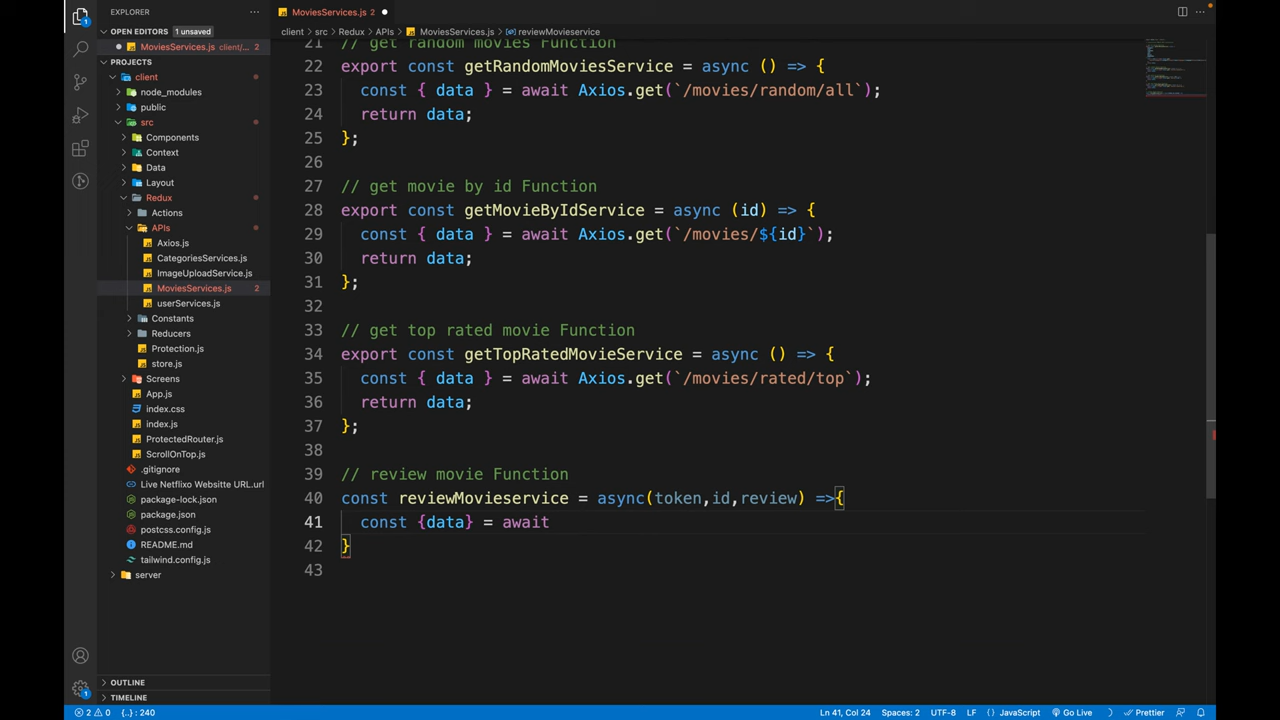 EXPLORER
OPEN EDITORS 1 unsaved
MoviesServices.js client/... 2
PROJECTS
client
node_modules
public
src
Components
Context
Data
Layout
Redux
Actions
APIs
Axios.js
CategoriesServices.js
ImageUploadService.js
MoviesServices.js 2
userServices.js
Constants
Reducers
Protection.js
store.js
Screens
App.js
index.css
index.js
ProtectedRouter.js
ScrollOnTop.js
.gitignore
Live Netflixo Websitte URL.url
package-lock.json
package.json
postcss.config.js
README.md
tailwind.config.js
server
OUTLINE
TIMELINE
MoviesServices.js 2
client > src > Redux > APIs > MoviesServices.js > reviewMovieservice
21 // get random movies Function
22 export const getRandomMoviesService = async () => {
23 const { data } = await Axios.get(`/movies/random/all`);
24 return data;
25 };
26
27 // get movie by id Function
28 export const getMovieByIdService = async (id) => {
29 const { data } = await Axios.get(`/movies/${id}`);
30 return data;
31 };
32
33 // get top rated movie Function
34 export const getTopRatedMovieService = async () => {
35 const { data } = await Axios.get(`/movies/rated/top`);
36 return data;
37 };
38
39 // review movie Function
40 const reviewMovieservice = async(token,id,review) =>{
41 const {data} = await
42 }
43
1
1
2 0 {..} : 240
Ln 41, Col 24 Spaces: 2 UTF-8 LF { } JavaScript Go Live Prettier